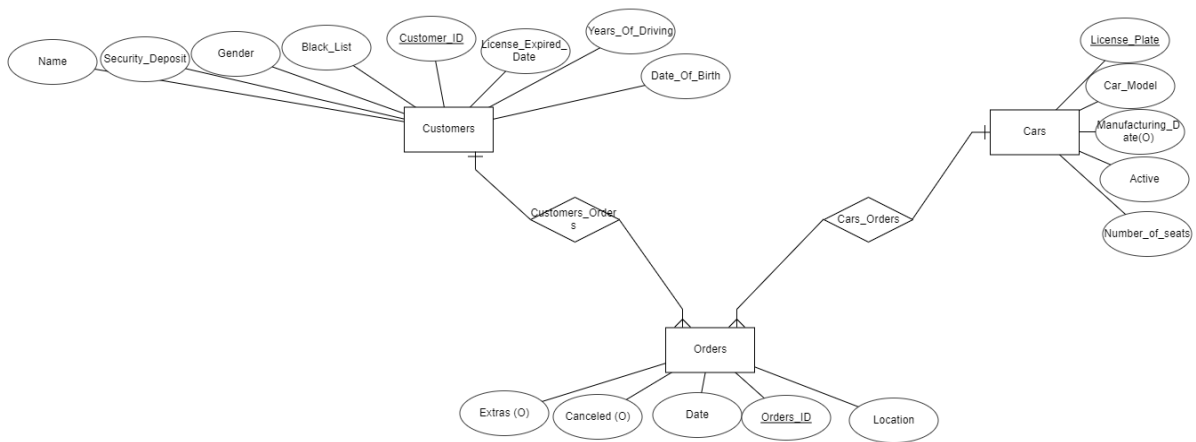 Name
Security_Deposit
Gender
Black_List
Customer_ID
License_Expired_
Date
Years_Of_Driving
Date_Of_Birth
Customers
License_Plate
Car_Model
Manufacturing_D
ate(O)
Active
Number_of_seats
Cars
Customers_Order
s
Cars_Orders
Orders
Extras (O)
Canceled (O)
Date
Orders_ID
Location